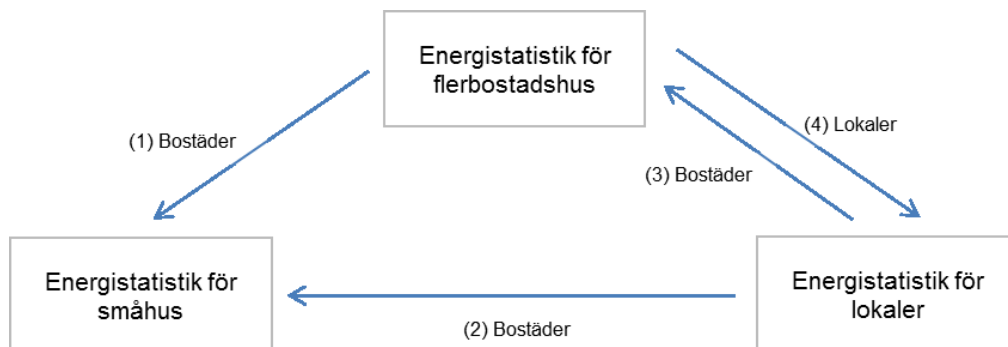 Energistatistik för
flerbostadshus
(1) Bostäder
(4) Lokaler
(3) Bostäder
Energistatistik för
småhus
Energistatistik för
lokaler
(2) Bostäder